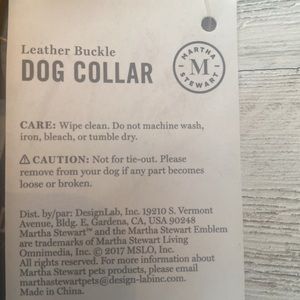 Leather Buckle
DOG COLLAR
MARTHA
M
STEWART
CARE: Wipe clean. Do not machine wash,
iron, bleach, or tumble dry.
⚠ CAUTION: Not for tie-out. Please
remove from your dog if any part becomes
loose or broken.
Dist. by/par: DesignLab, Inc. 19210 S. Vermont
Avenue, Bldg. E, Gardena, CA, USA 90248
Martha Stewart™ and the Martha Stewart Emblem
are trademarks of Martha Stewart Living
Omnimedia, Inc. © 2017 MSLO, Inc.
All rights reserved. For more information about
Martha Stewart pets products, please email
marthastewartpets@design-labinc.com
Made in China.